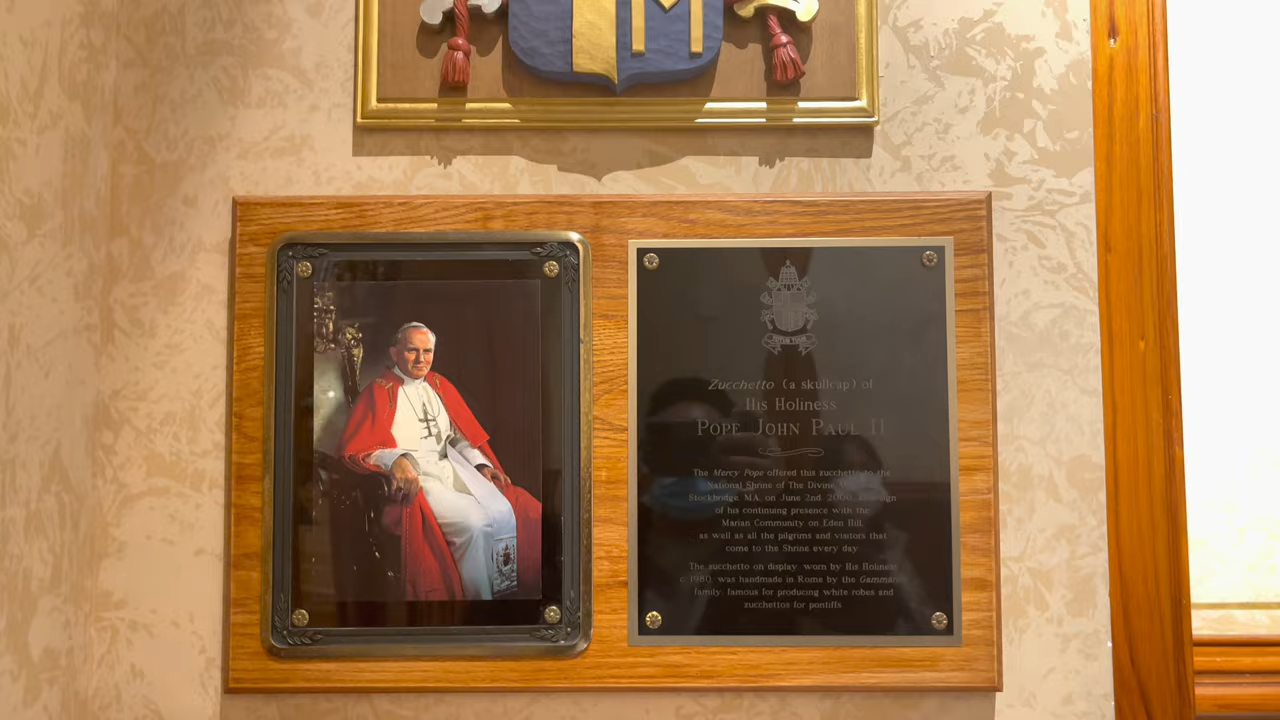 TOTUS TUUS
Zucchetto (a skullcap) of
His Holiness
POPE JOHN PAUL II
The Mercy Pope offered this zucchetto to the
National Shrine of The Divine
Stockbridge, MA, on June 2nd, sign
of his continuing presence with the
Marian Community on Eden Hill,
as well as all the pilgrims and visitors that
come to the Shrine every day
The zucchetto on display, worn by His Holiness
c. 1980, was handmade in Rome by the
family, famous for producing white robes and
zucchettos for pontiffs